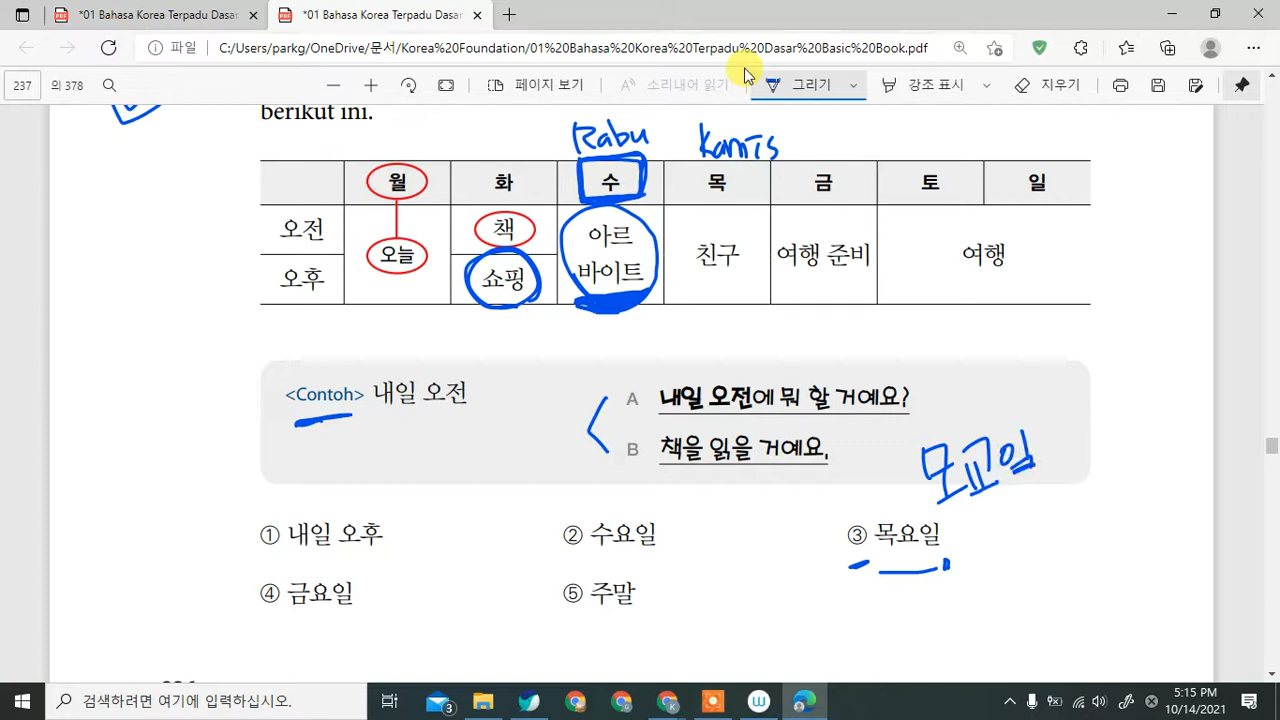 *01 Bahasa Korea Terpadu Dasar
*01 Bahasa Korea Terpadu Dasar
파일 C:/Users/parkg/OneDrive/문서/Korea%20Foundation/01%20Bahasa%20Korea%20Terpadu%20Dasar%20Basic%20Book.pdf
237 의 378 페이지 보기 소리내어 읽기 그리기 강조 표시 지우기
berikut ini.
Rabu Kamis
월 화 수 목 금 토 일
오전 책 아르
오늘 친구 여행 준비 여행
오후 쇼핑 바이트
<Contoh> 내일 오전
A 내일 오전에 뭐 할 거예요?
B 책을 읽을 거예요.
모교일
① 내일 오후 ② 수요일 ③ 목요일
④ 금요일 ⑤ 주말
검색하려면 여기에 입력하십시오.
3
5:15 PM
10/14/2021